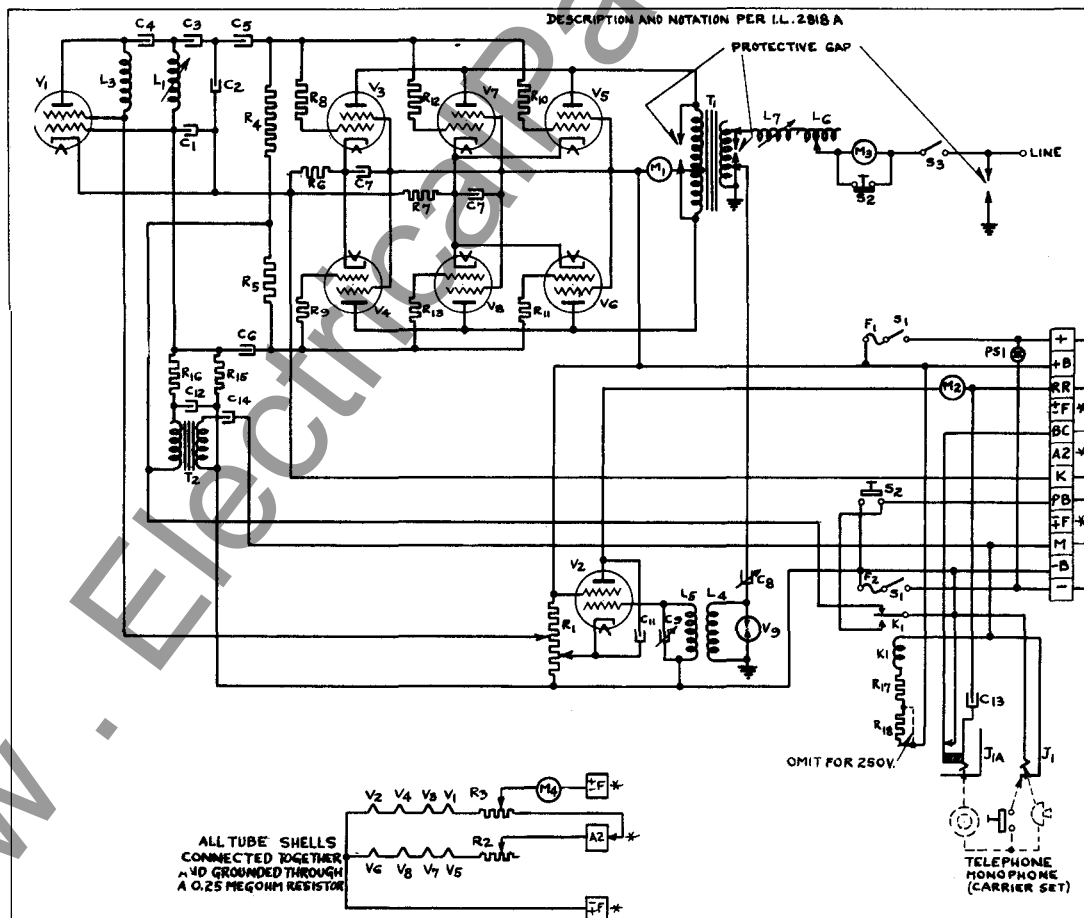 DESCRIPTION AND NOTATION PER I.L. 2818 A
PROTECTIVE GAP
C4 C3 C5
V1 L3 L1 C2 C1 R4
R8 V3 R12 V7 R10 V5
T1 L7 L6
M3 S3 LINE
S2
R6 C7 R7 C7 M1
R5 R9 V4 R13 V8 R11 V6
C6
R16 R15
C12 C14
T2
F1 S1 +
PS1
+B
M2 RR
±F *
BC
A2 *
K
S2 PB
∓F *
M
-B
F2 S1 -
V2 R1 C11 C9 L5 L4 C8 V9
K1
K1
R17
R18
C13
OMIT FOR 250V.
J1A J1
TELEPHONE
MONOPHONE
(CARRIER SET)
V2 V4 V3 V1 R3 M4 ±F *
R2 A2 *
V6 V8 V7 V5
∓F *
ALL TUBE SHELLS
CONNECTED TOGETHER
AND GROUNDED THROUGH
A 0.25 MEGOHM RESISTOR
w . ElectricalPa